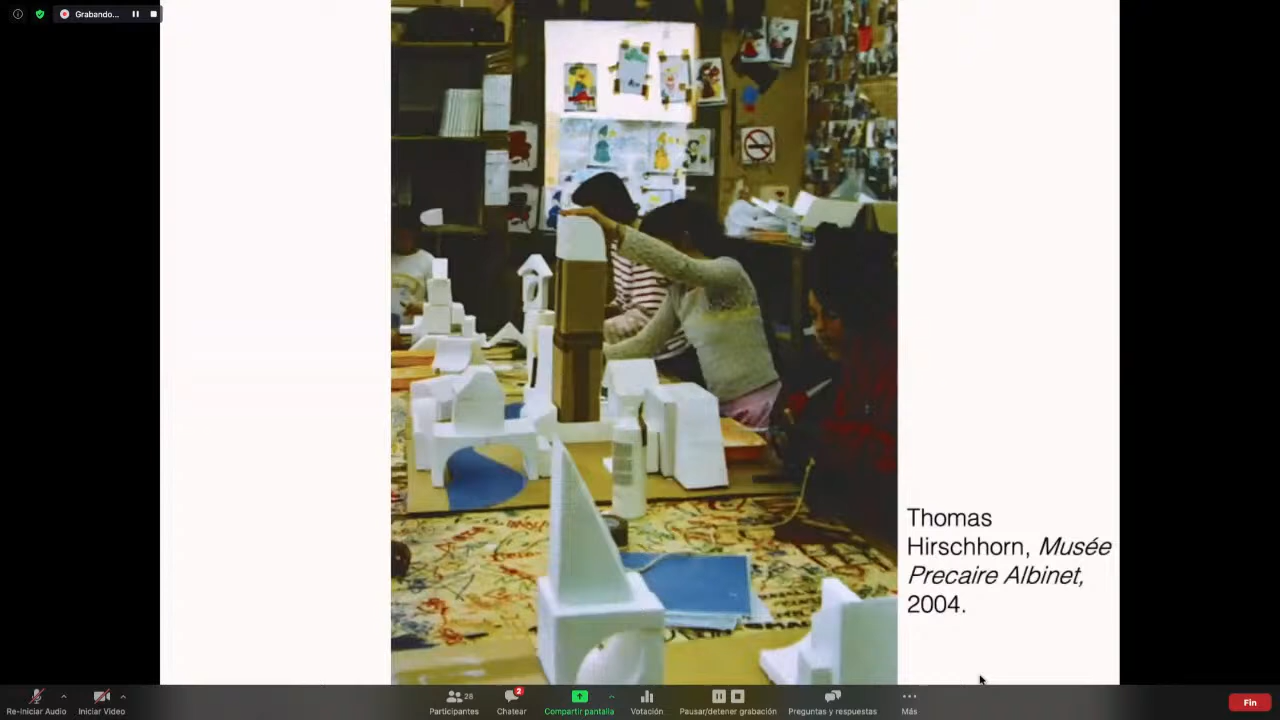 Grabando...
Thomas
Hirschhorn, Musée
Precaire Albinet,
2004.
Re-iniciar Audio
Iniciar Video
Participantes
28
Chatear
2
Compartir pantalla
Votación
Pausar/detener grabación
Preguntas y respuestas
Más
Fin